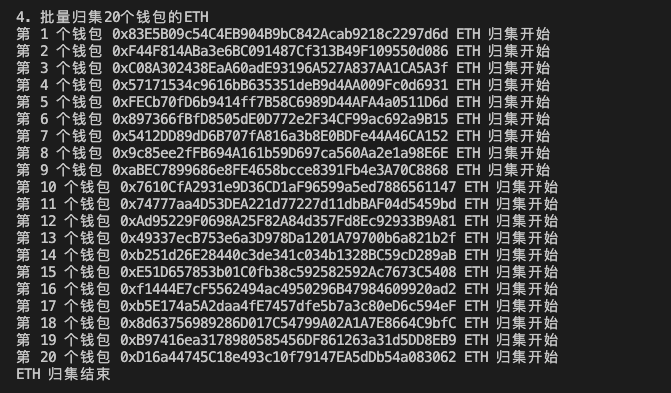 4. 批量归集20个钱包的ETH
第 1 个钱包 0x83E5B09c54C4EB904B9bC842Acab9218c2297d6d ETH 归集开始
第 2 个钱包 0xF44F814ABa3e6BC091487Cf313B49F109550d086 ETH 归集开始
第 3 个钱包 0xC08A302438EaA60adE93196A527A837AA1CA5A3f ETH 归集开始
第 4 个钱包 0x57171534c9616bB635351deB9d4AA009Fc0d6931 ETH 归集开始
第 5 个钱包 0xFECb70fD6b9414ff7B58C6989D44AFA4a0511D6d ETH 归集开始
第 6 个钱包 0x897366fBfD8505dE0D772e2F34CF99ac692a9B15 ETH 归集开始
第 7 个钱包 0x5412DD89dD6B707fA816a3b8E0BDFe44A46CA152 ETH 归集开始
第 8 个钱包 0x9c85ee2fFB694A161b59D697ca560Aa2e1a98E6E ETH 归集开始
第 9 个钱包 0xaBEC7899686e8FE4658bcce8391Fb4e3A70C8868 ETH 归集开始
第 10 个钱包 0x7610CfA2931e9D36CD1aF96599a5ed7886561147 ETH 归集开始
第 11 个钱包 0x74777aa4D53DEA221d77227d11dbBAF04d5459bd ETH 归集开始
第 12 个钱包 0xAd95229F0698A25F82A84d357Fd8Ec92933B9A81 ETH 归集开始
第 13 个钱包 0x49337ecB753e6a3D978Da1201A79700b6a821b2f ETH 归集开始
第 14 个钱包 0xb251d26E28440c3de341c034b1328BC59cD289aB ETH 归集开始
第 15 个钱包 0xE51D657853b01C0fb38c592582592Ac7673C5408 ETH 归集开始
第 16 个钱包 0xf1444E7cF5562494ac4950296B47984609920ad2 ETH 归集开始
第 17 个钱包 0xb5E174a5A2daa4fE7457dfe5b7a3c80eD6c594eF ETH 归集开始
第 18 个钱包 0x8d63756989286D017C54799A02A1A7E8664C9bfC ETH 归集开始
第 19 个钱包 0xB97416ea3178980585456DF861263a31d5DD8EB9 ETH 归集开始
第 20 个钱包 0xD16a44745C18e493c10f79147EA5dDb54a083062 ETH 归集开始
ETH 归集结束